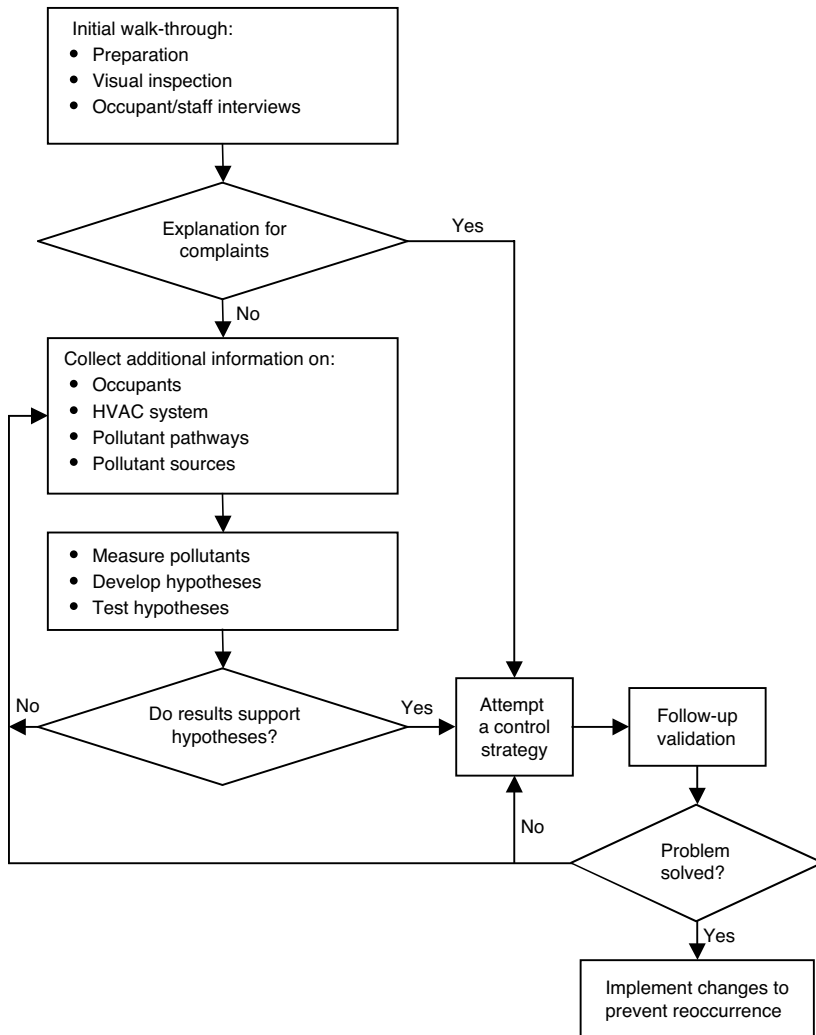 Initial walk-through:
• Preparation
• Visual inspection
• Occupant/staff interviews
Explanation for
complaints
Yes
No
Collect additional information on:
• Occupants
• HVAC system
• Pollutant pathways
• Pollutant sources
• Measure pollutants
• Develop hypotheses
• Test hypotheses
No
Do results support
hypotheses?
Yes
Attempt
a control
strategy
Follow-up
validation
No
Problem
solved?
Yes
Implement changes to
prevent reoccurrence